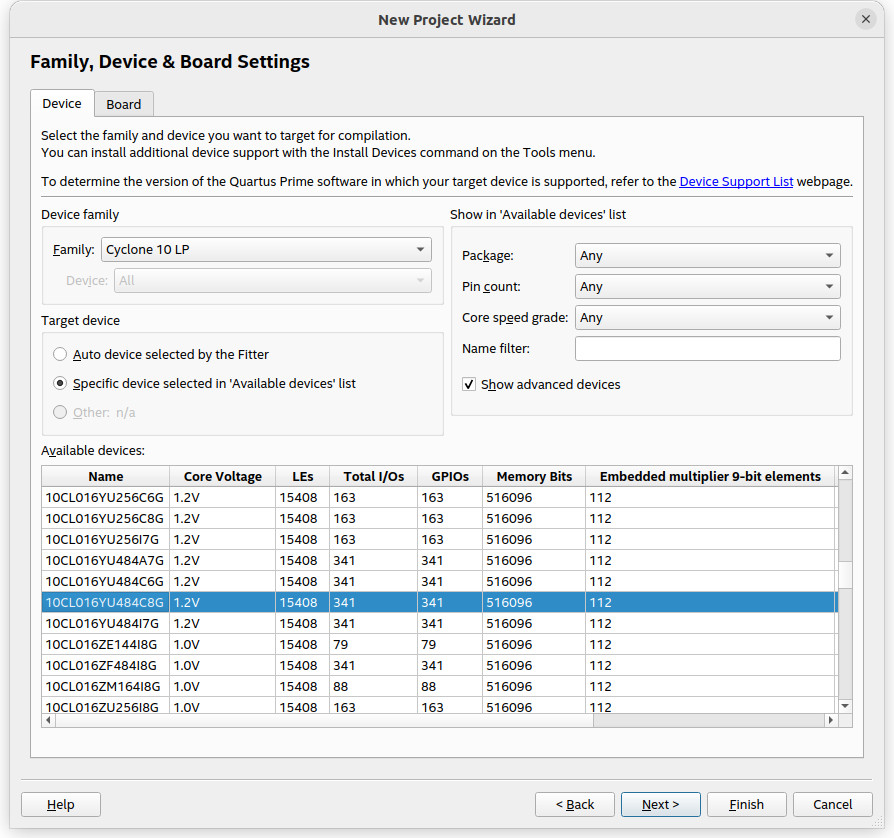 New Project Wizard
Family, Device & Board Settings
Device Board
Select the family and device you want to target for compilation.
You can install additional device support with the Install Devices command on the Tools menu.
To determine the version of the Quartus Prime software in which your target device is supported, refer to the Device Support List webpage.
Device family
Family: Cyclone 10 LP
Device: All
Show in 'Available devices' list
Package: Any
Pin count: Any
Core speed grade: Any
Name filter:
Show advanced devices
Target device
Auto device selected by the Fitter
Specific device selected in 'Available devices' list
Other: n/a
Available devices:
Name Core Voltage LEs Total I/Os GPIOs Memory Bits Embedded multiplier 9-bit elements
10CL016YU256C6G 1.2V 15408 163 163 516096 112
10CL016YU256C8G 1.2V 15408 163 163 516096 112
10CL016YU256I7G 1.2V 15408 163 163 516096 112
10CL016YU484A7G 1.2V 15408 341 341 516096 112
10CL016YU484C6G 1.2V 15408 341 341 516096 112
10CL016YU484C8G 1.2V 15408 341 341 516096 112
10CL016YU484I7G 1.2V 15408 341 341 516096 112
10CL016ZE144I8G 1.0V 15408 79 79 516096 112
10CL016ZF484I8G 1.0V 15408 341 341 516096 112
10CL016ZM164I8G 1.0V 15408 88 88 516096 112
10CL016ZU256I8G 1.0V 15408 163 163 516096 112
Help < Back Next > Finish Cancel